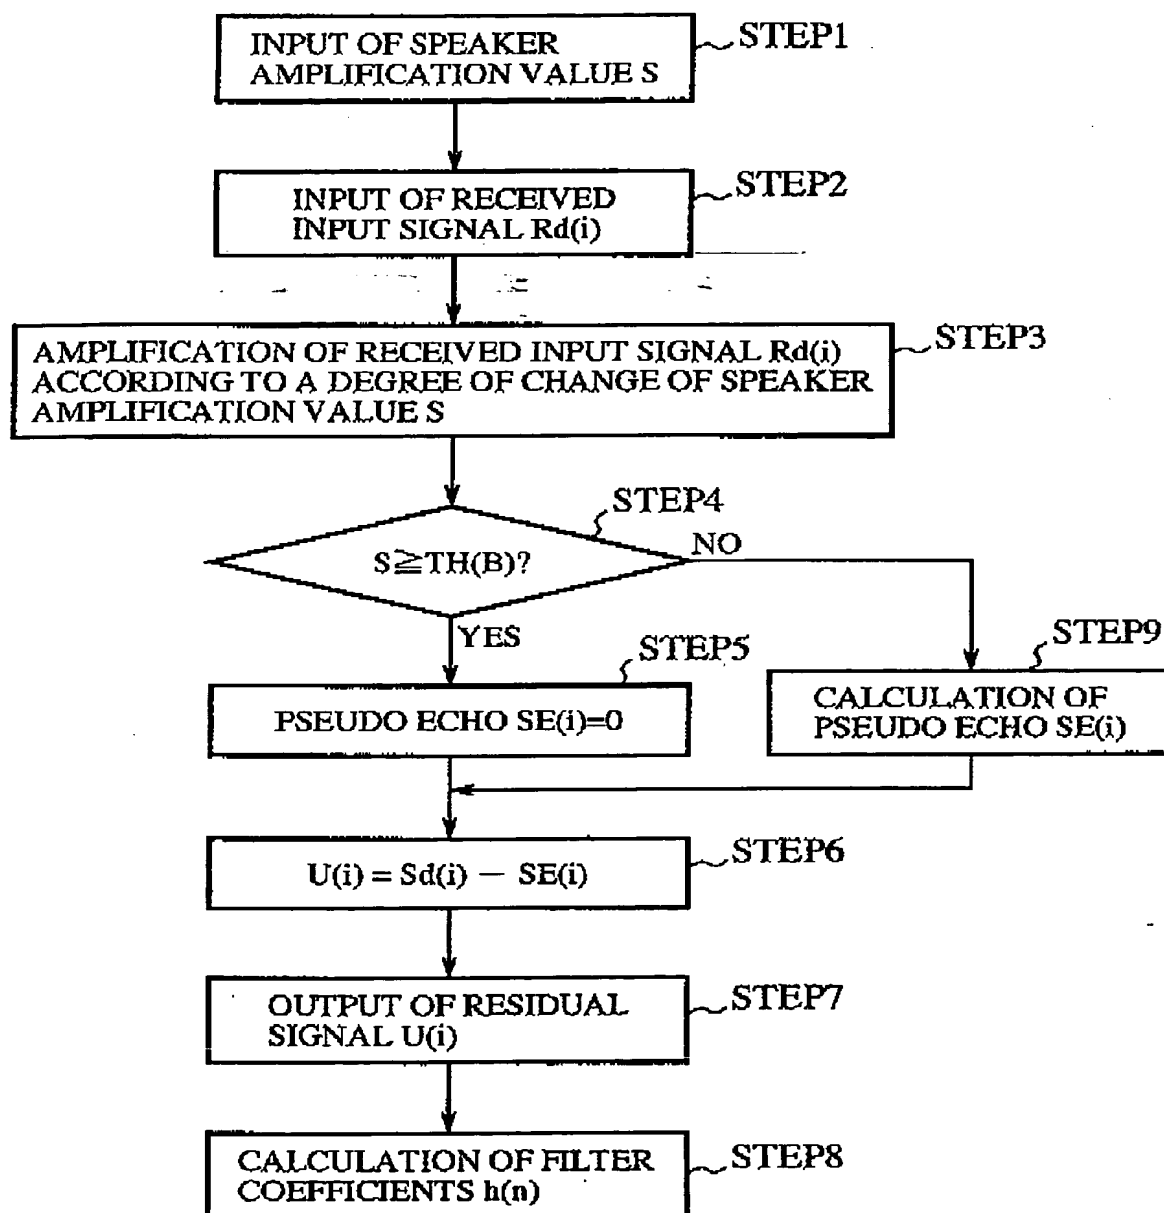 INPUT OF SPEAKER
AMPLIFICATION VALUE S
STEP1
INPUT OF RECEIVED
INPUT SIGNAL Rd(i)
STEP2
AMPLIFICATION OF RECEIVED INPUT SIGNAL Rd(i)
ACCORDING TO A DEGREE OF CHANGE OF SPEAKER
AMPLIFICATION VALUE S
STEP3
STEP4
S≧TH(B)?
NO
YES
STEP5
PSEUDO ECHO SE(i)=0
STEP9
CALCULATION OF
PSEUDO ECHO SE(i)
U(i) = Sd(i) − SE(i)
STEP6
OUTPUT OF RESIDUAL
SIGNAL U(i)
STEP7
CALCULATION OF FILTER
COEFFICIENTS h(n)
STEP8